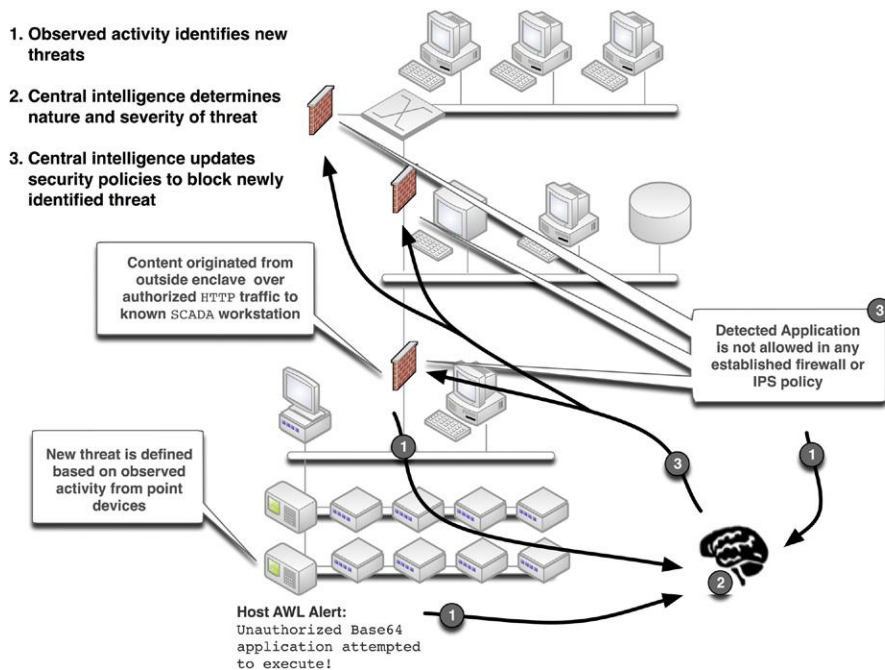 1. Observed activity identifies new
threats
2. Central intelligence determines
nature and severity of threat
3. Central intelligence updates
security policies to block newly
identified threat
Content originated from
outside enclave over
authorized HTTP traffic to
known SCADA workstation
3
Detected Application
is not allowed in any
established firewall or
IPS policy
1
1
3
New threat is defined
based on observed
activity from point
devices
2
Host AWL Alert:
Unauthorized Base64
application attempted
to execute!
1